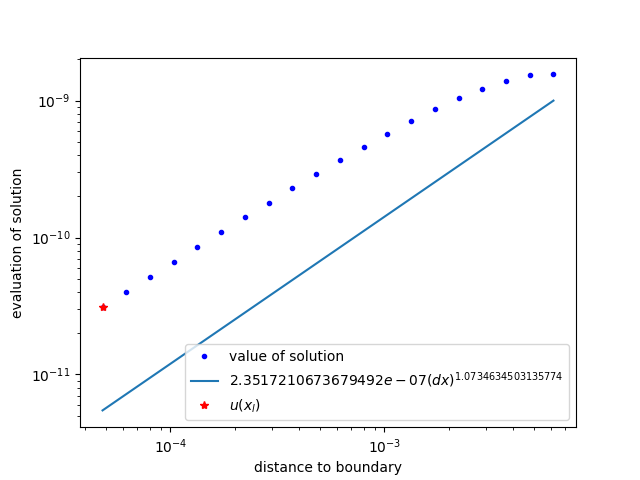 evaluation of solution
10⁻⁹
10⁻¹⁰
10⁻¹¹
value of solution
2.3517210673679492e − 07(dx)^1.0734634503135774
u(x_l)
10⁻⁴
10⁻³
distance to boundary